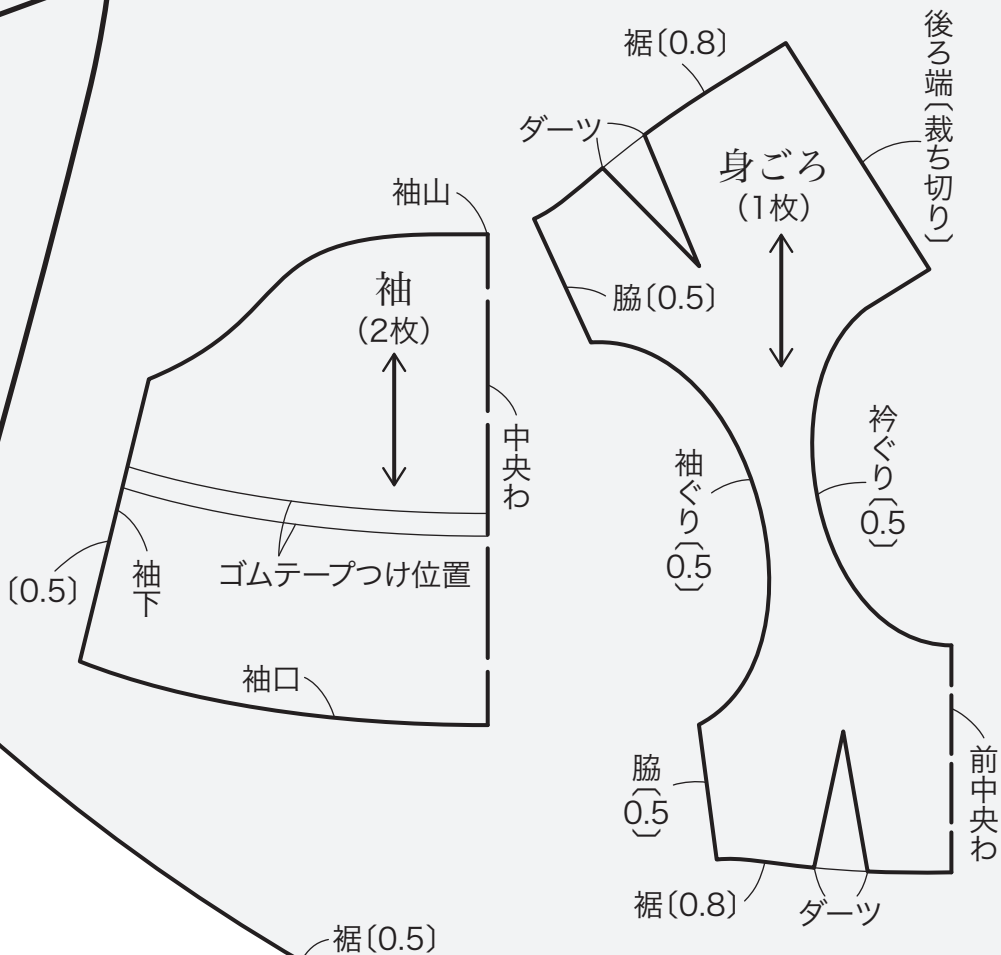 裾〔0.8〕
後ろ端〔裁ち切り〕
ダーツ
身ごろ
(1枚)
袖山
袖
(2枚)
脇〔0.5〕
中央わ
衿ぐり〔0.5〕
袖ぐり〔0.5〕
ゴムテープつけ位置
〔0.5〕
袖下
袖口
脇〔0.5〕
前中央わ
裾〔0.8〕
ダーツ
裾〔0.5〕